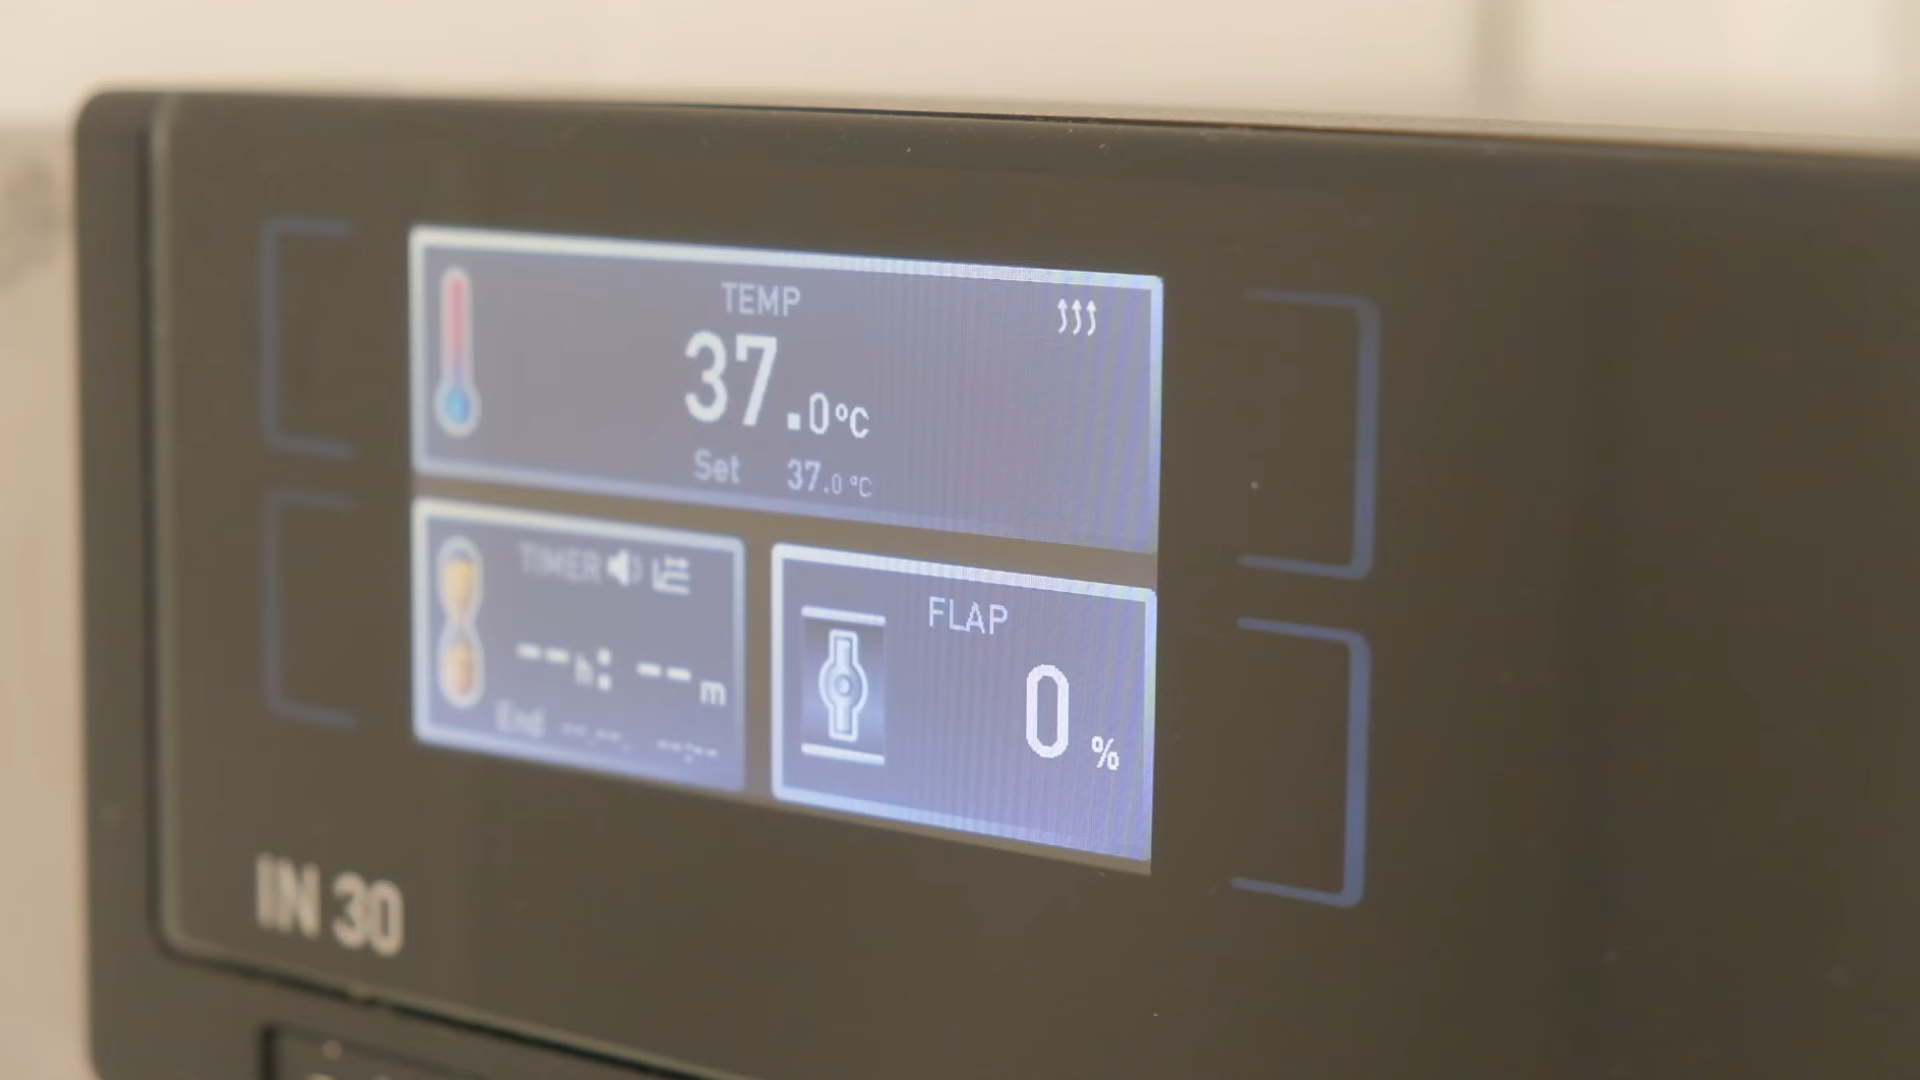 TEMP
37.0°C
Set 37.0 °C
TIMER
--h: --m
End --.--. --:--
FLAP
0 %
IN 30